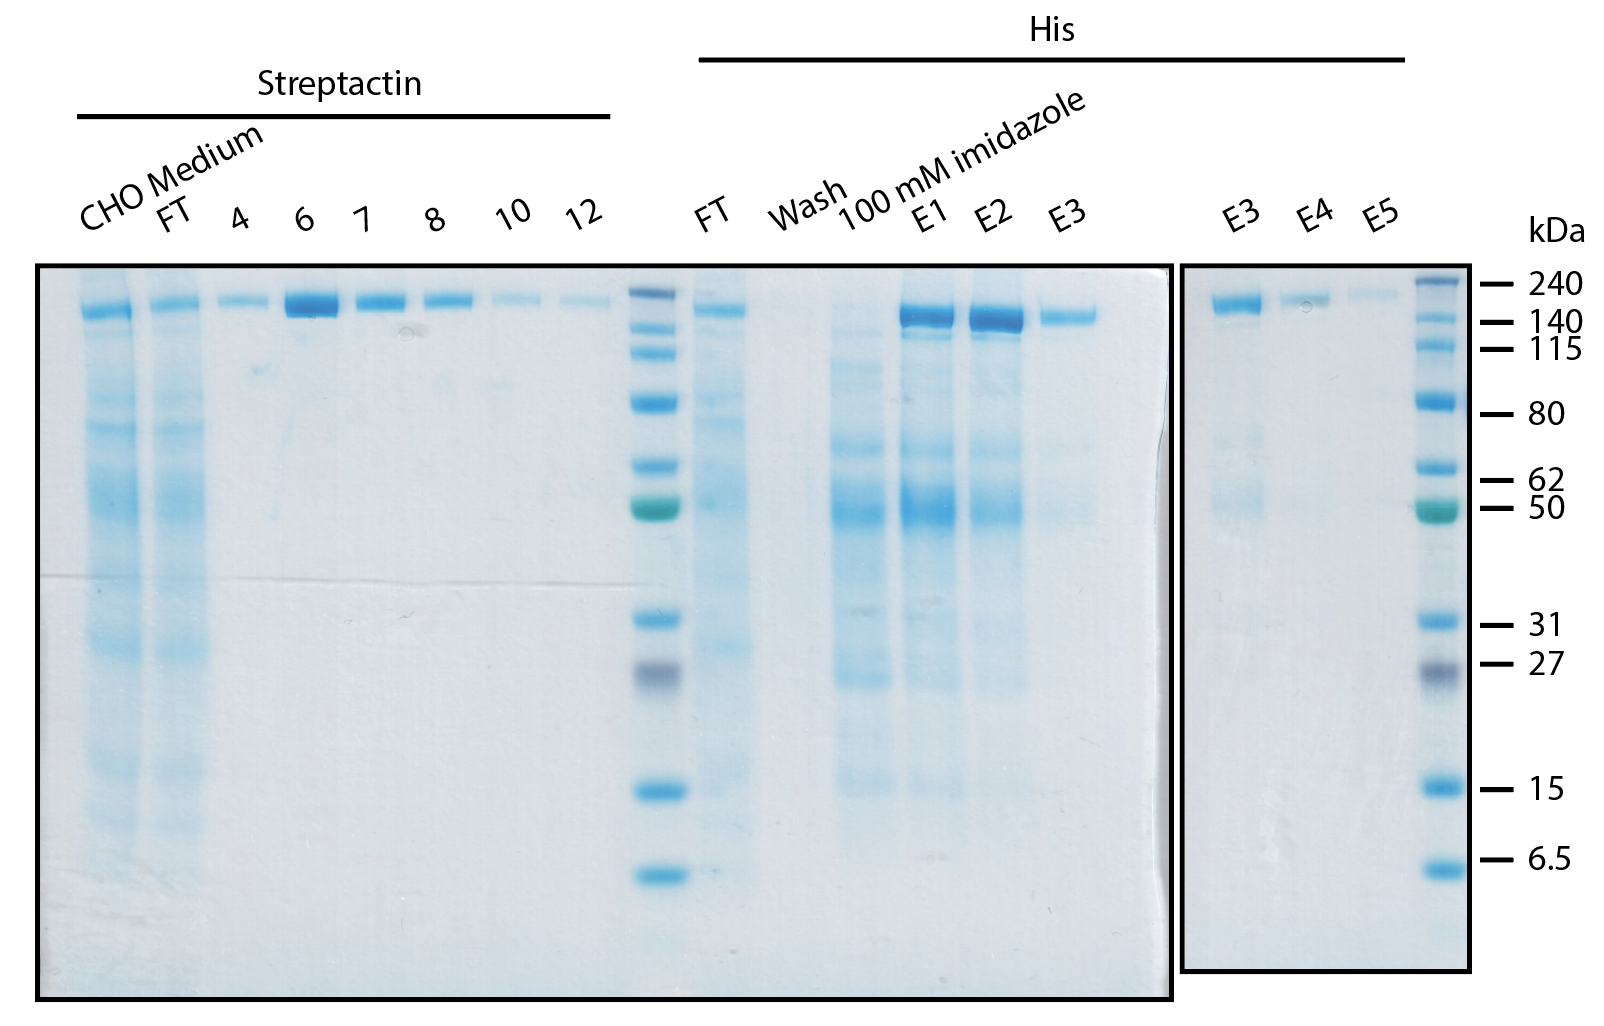 His
Streptactin
CHO Medium
FT
4
6
7
8
10
12
FT
Wash
100 mM imidazole
E1
E2
E3
E3
E4
E5
kDa
240
140
115
80
62
50
31
27
15
6.5